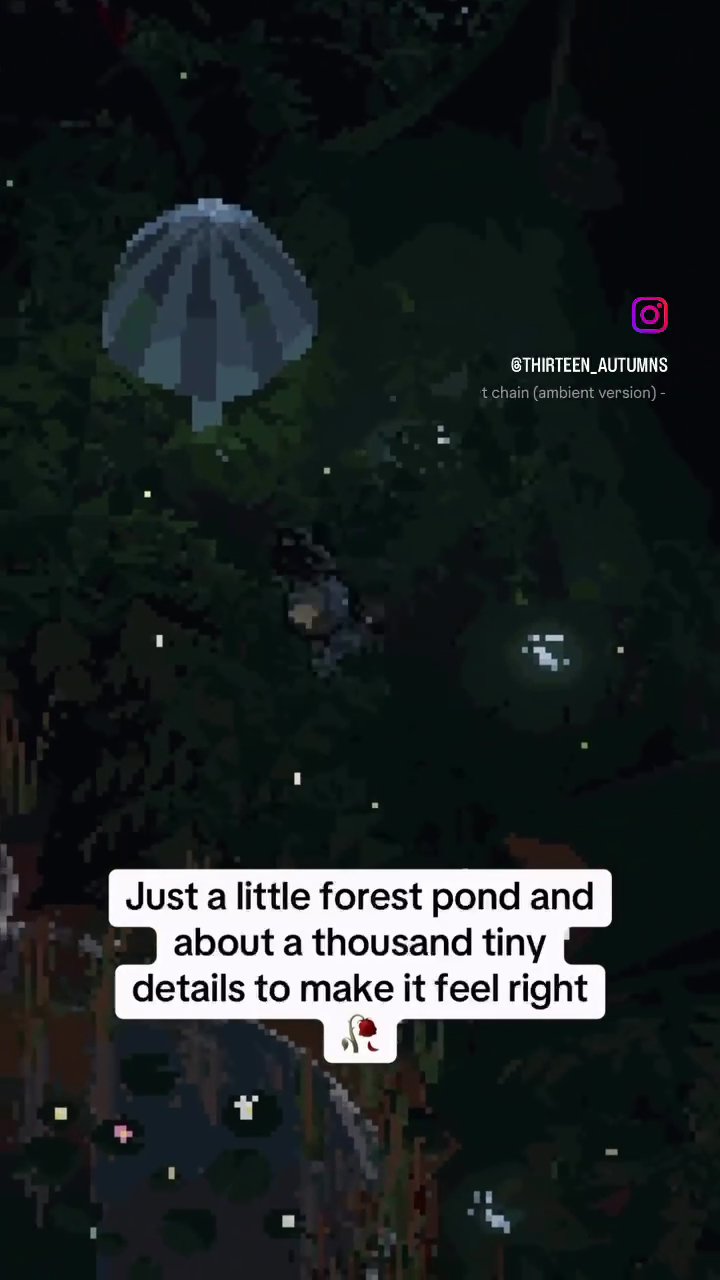 @THIRTEEN_AUTUMNS
t chain (ambient version) -
Just a little forest pond and
about a thousand tiny
details to make it feel right
🥀